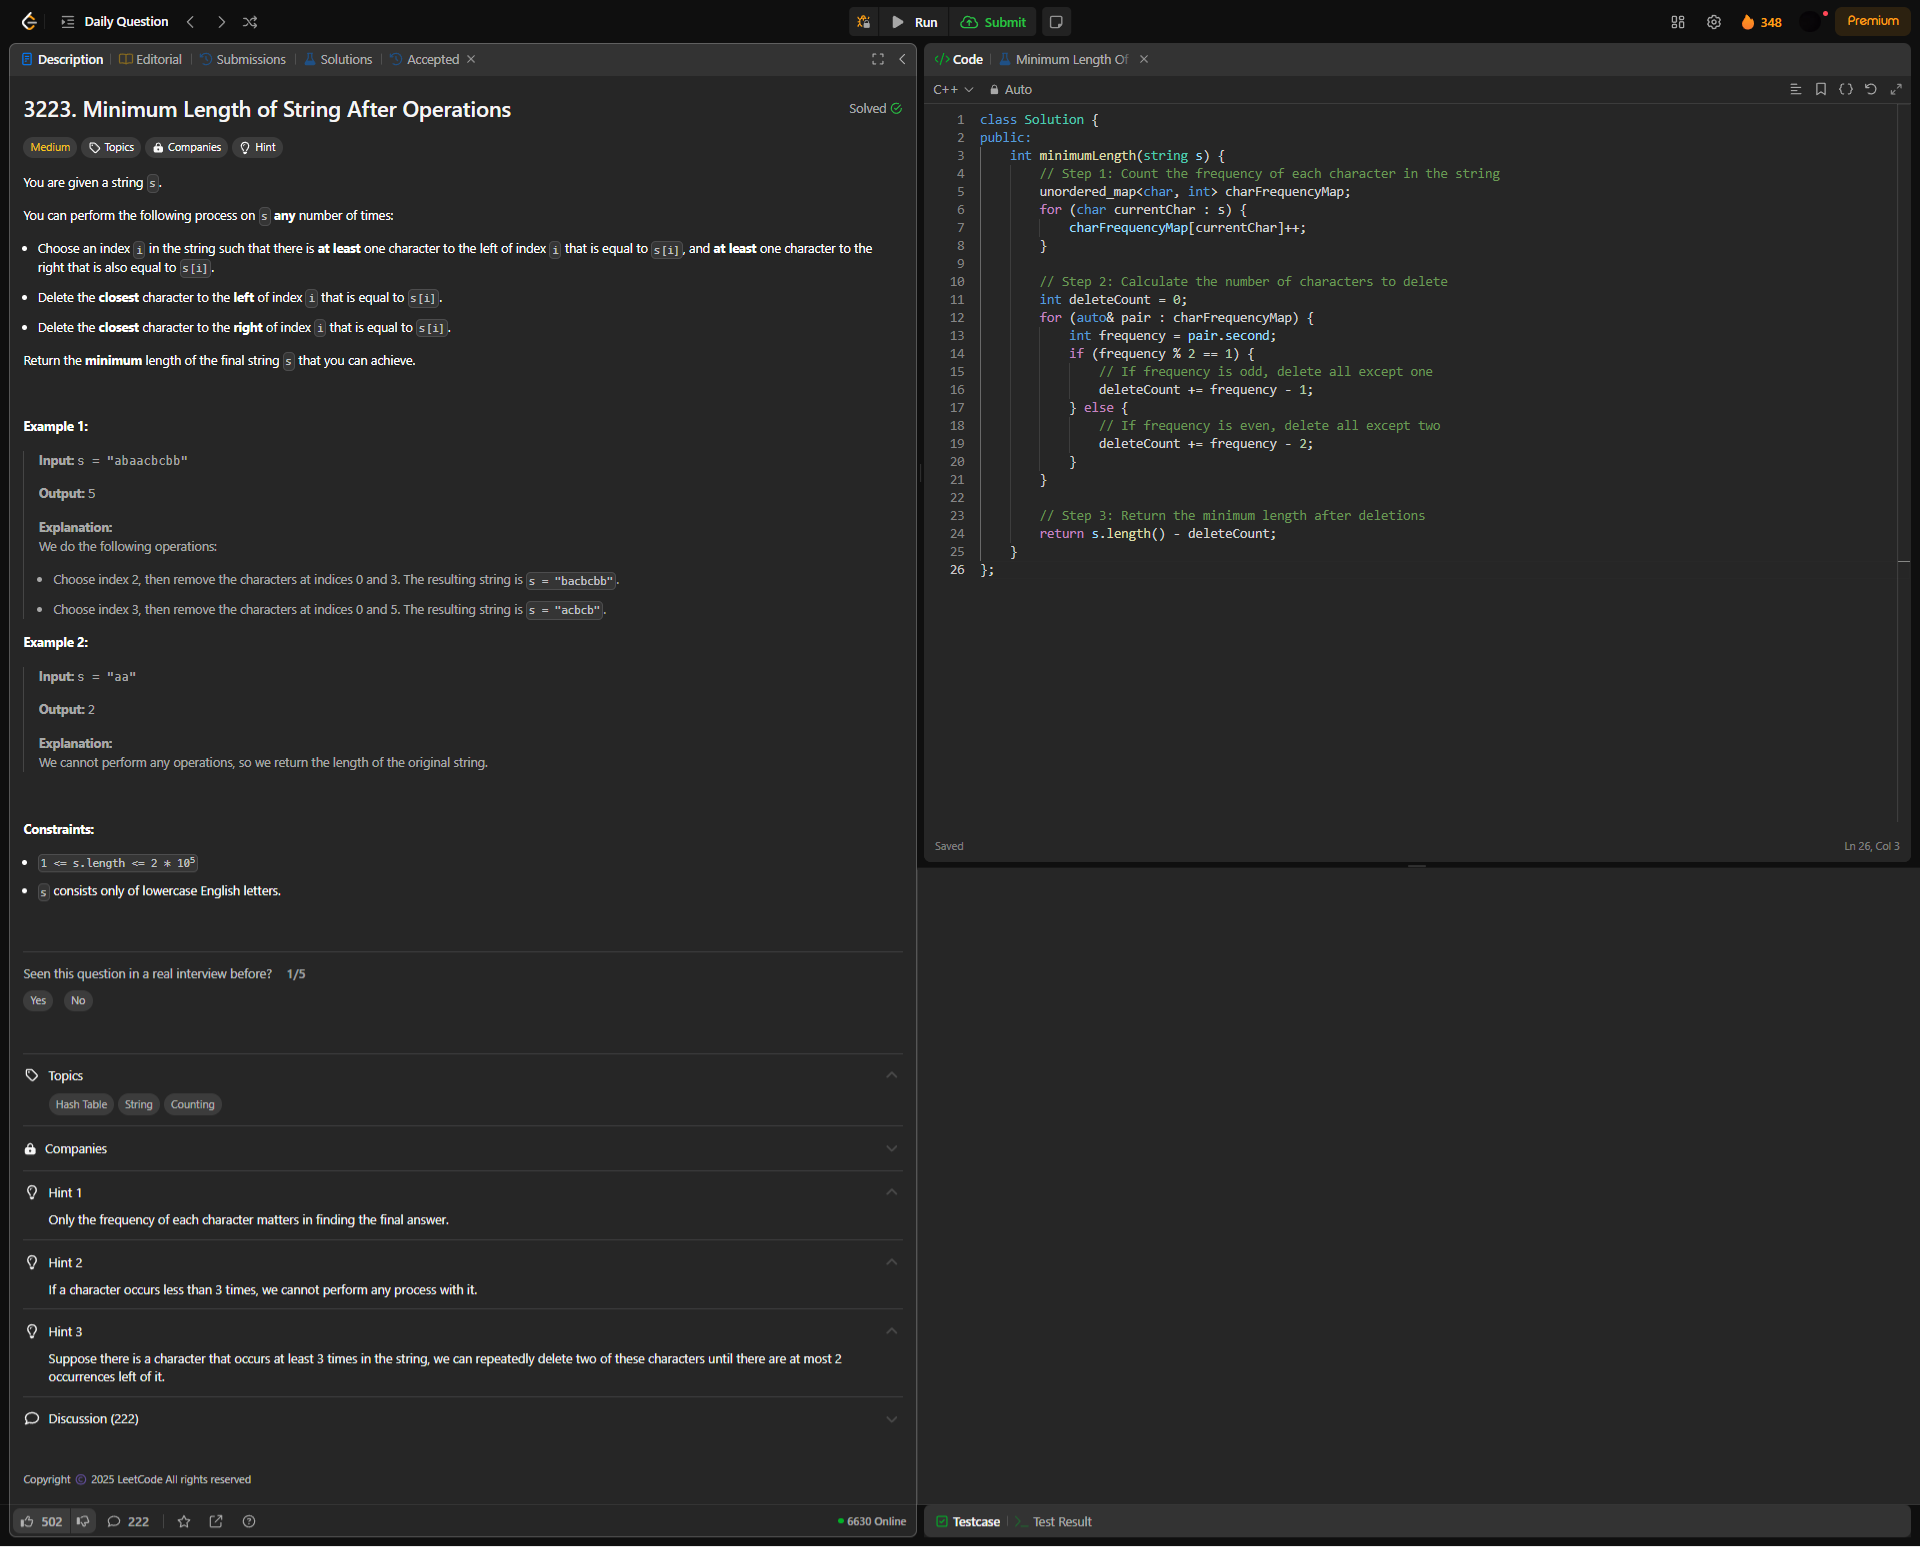 Daily Question
Run
Submit
348
Premium
Description
Editorial
Submissions
Solutions
Accepted
3223. Minimum Length of String After Operations
Solved
Medium
Topics
Companies
Hint
You are given a string s.
You can perform the following process on s any number of times:
Choose an index i in the string such that there is at least one character to the left of index i that is equal to s[i], and at least one character to the
right that is also equal to s[i].
Delete the closest character to the left of index i that is equal to s[i].
Delete the closest character to the right of index i that is equal to s[i].
Return the minimum length of the final string s that you can achieve.
Example 1:
Input: s = "abaacbcbb"
Output: 5
Explanation:
We do the following operations:
Choose index 2, then remove the characters at indices 0 and 3. The resulting string is s = "bacbcbb".
Choose index 3, then remove the characters at indices 0 and 5. The resulting string is s = "acbcb".
Example 2:
Input: s = "aa"
Output: 2
Explanation:
We cannot perform any operations, so we return the length of the original string.
Constraints:
1 <= s.length <= 2 * 10⁵
s consists only of lowercase English letters.
Seen this question in a real interview before? 1/5
Yes
No
Topics
Hash Table
String
Counting
Companies
Hint 1
Only the frequency of each character matters in finding the final answer.
Hint 2
If a character occurs less than 3 times, we cannot perform any process with it.
Hint 3
Suppose there is a character that occurs at least 3 times in the string, we can repeatedly delete two of these characters until there are at most 2
occurrences left of it.
Discussion (222)
Copyright © 2025 LeetCode All rights reserved
502
222
6630 Online
</> Code
Minimum Length Of
C++
Auto
1 class Solution {
2 public:
3 int minimumLength(string s) {
4 // Step 1: Count the frequency of each character in the string
5 unordered_map<char, int> charFrequencyMap;
6 for (char currentChar : s) {
7 charFrequencyMap[currentChar]++;
8 }
9
10 // Step 2: Calculate the number of characters to delete
11 int deleteCount = 0;
12 for (auto& pair : charFrequencyMap) {
13 int frequency = pair.second;
14 if (frequency % 2 == 1) {
15 // If frequency is odd, delete all except one
16 deleteCount += frequency - 1;
17 } else {
18 // If frequency is even, delete all except two
19 deleteCount += frequency - 2;
20 }
21 }
22
23 // Step 3: Return the minimum length after deletions
24 return s.length() - deleteCount;
25 }
26 };
Saved
Ln 26, Col 3
Testcase
Test Result